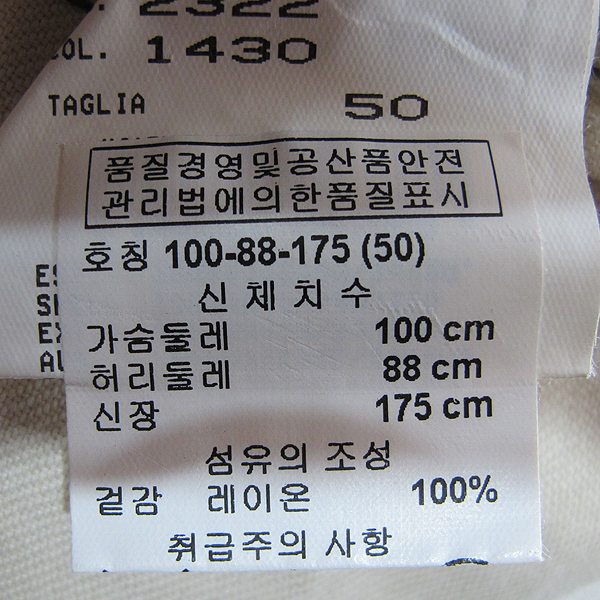 2322
COL. 1430
TAGLIA 50
품질경영및공산품안전
관리법에의한품질표시
호칭 100-88-175 (50)
신체치수
가슴둘레 100 cm
허리둘레 88 cm
신장 175 cm
섬유의 조성
겉감 레이온 100%
취급주의 사항